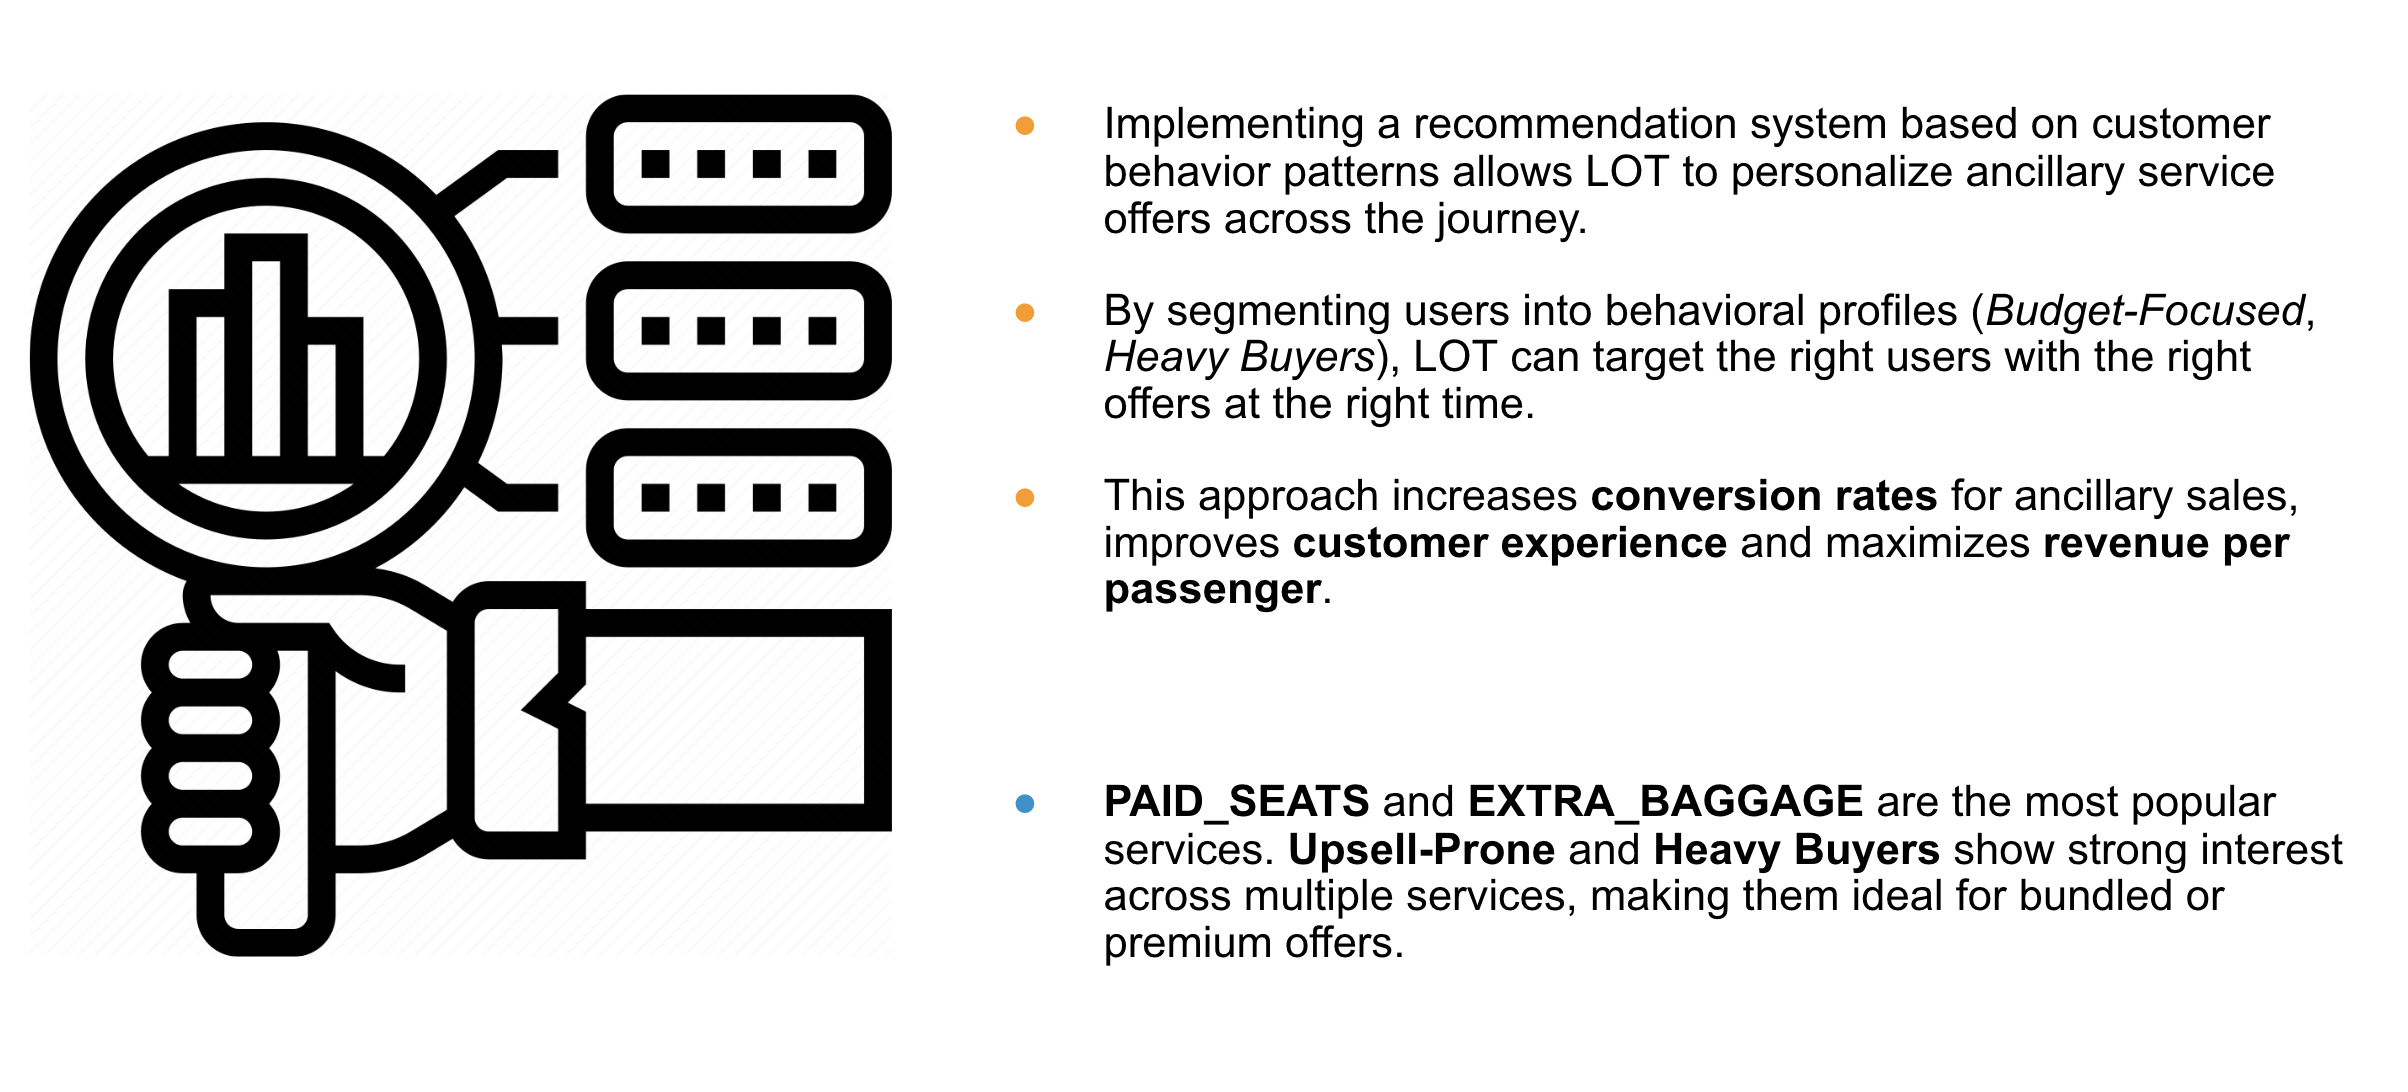 Implementing a recommendation system based on customer
behavior patterns allows LOT to personalize ancillary service
offers across the journey.
By segmenting users into behavioral profiles (Budget-Focused,
Heavy Buyers), LOT can target the right users with the right
offers at the right time.
This approach increases conversion rates for ancillary sales,
improves customer experience and maximizes revenue per
passenger.
PAID_SEATS and EXTRA_BAGGAGE are the most popular
services. Upsell-Prone and Heavy Buyers show strong interest
across multiple services, making them ideal for bundled or
premium offers.